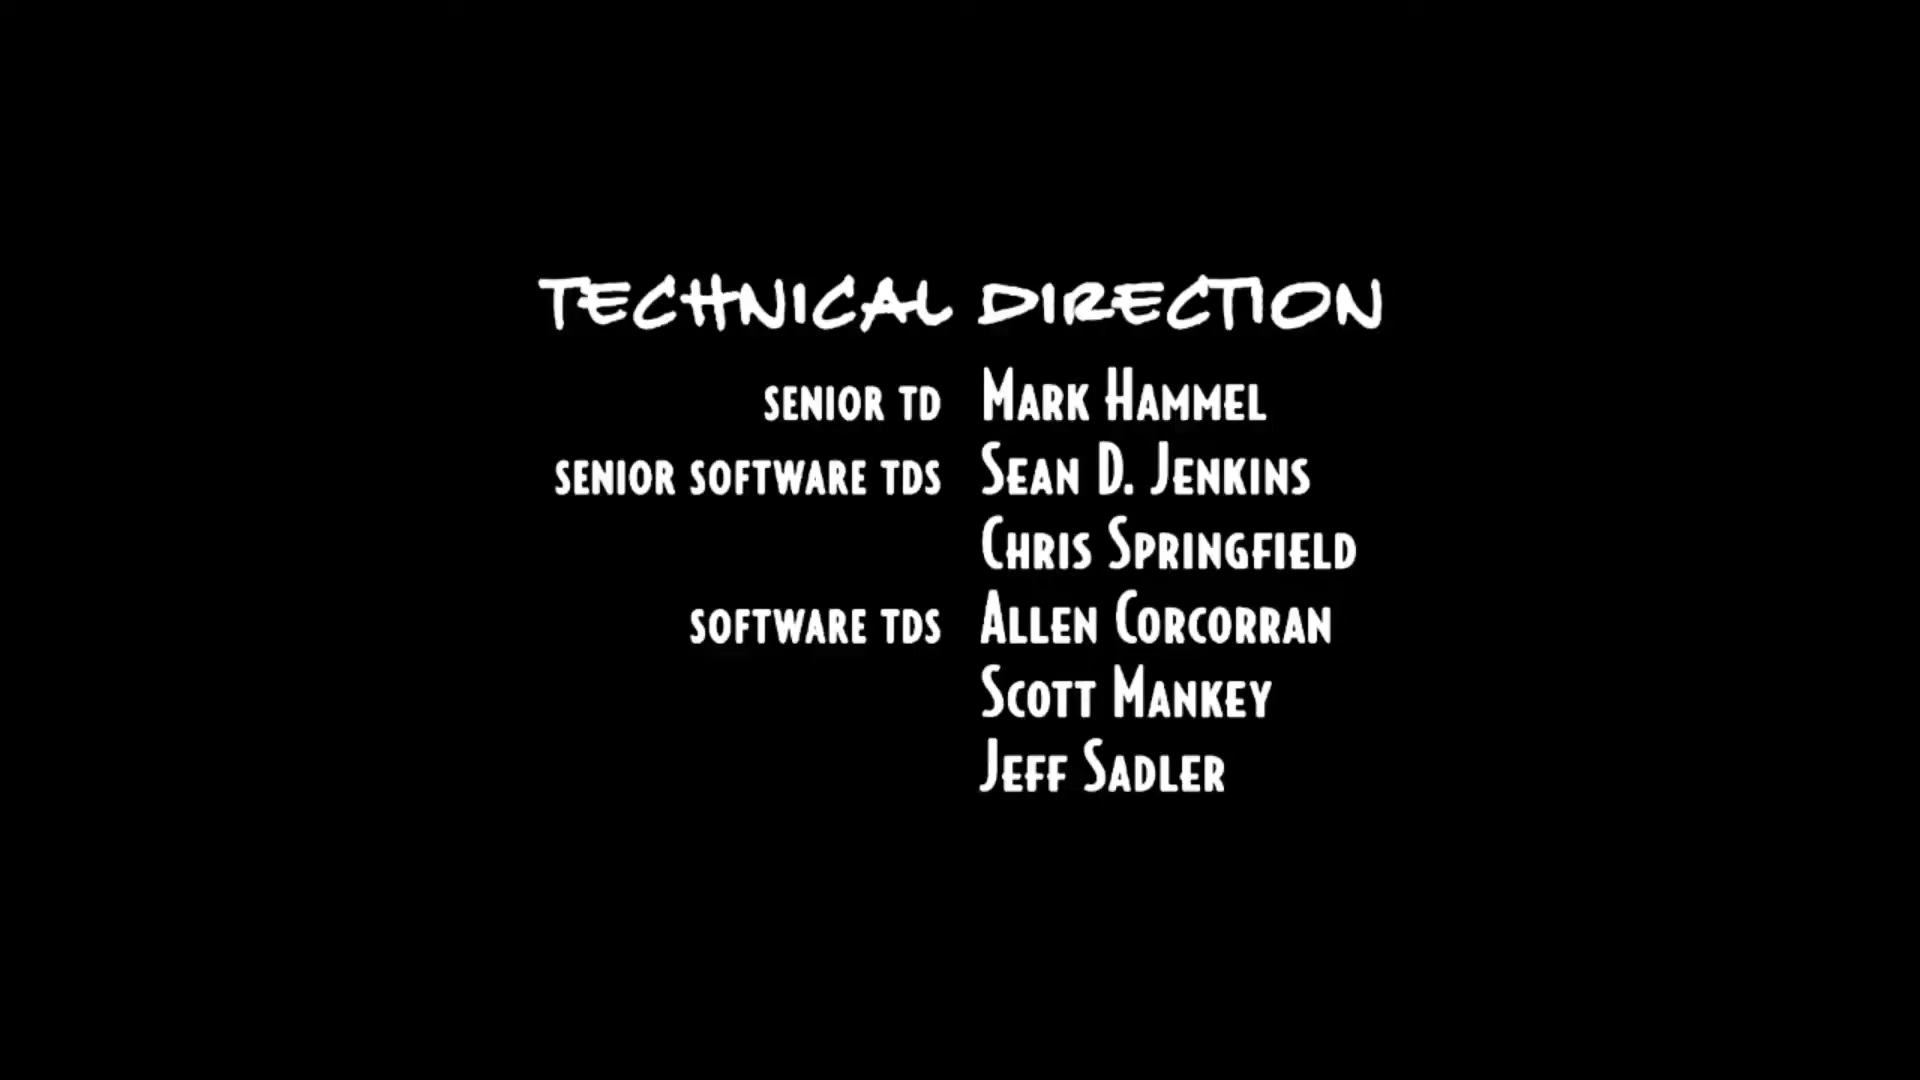 TECHNICAL DIRECTION
SENIOR TD MARK HAMMEL
SENIOR SOFTWARE TDS SEAN D. JENKINS
CHRIS SPRINGFIELD
SOFTWARE TDS ALLEN CORCORRAN
SCOTT MANKEY
JEFF SADLER